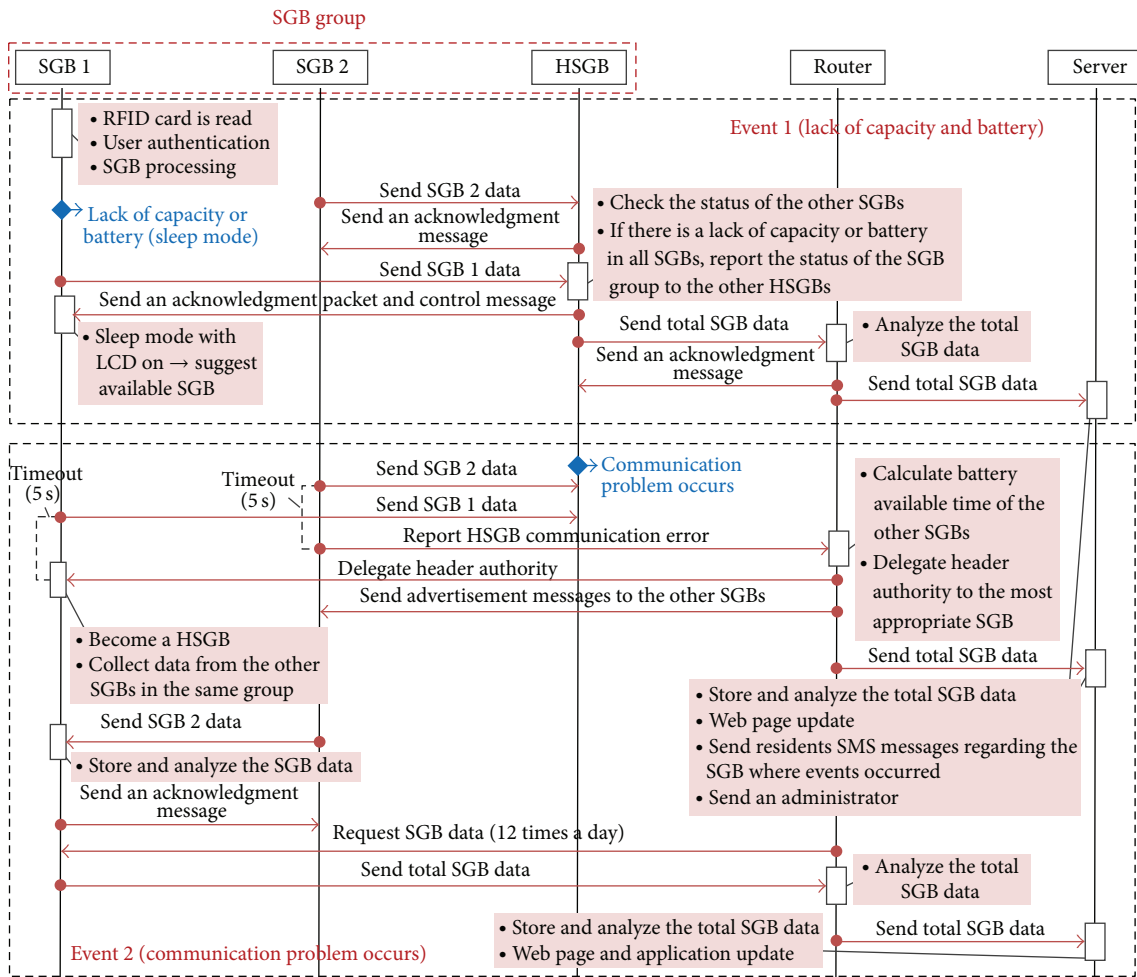 SGB group
SGB 1
SGB 2
HSGB
Router
Server
Event 1 (lack of capacity and battery)
• RFID card is read
• User authentication
• SGB processing
Lack of capacity or
battery (sleep mode)
Send SGB 2 data
Send an acknowledgment
message
• Check the status of the other SGBs
• If there is a lack of capacity or battery
in all SGBs, report the status of the SGB
group to the other HSGBs
Send SGB 1 data
Send an acknowledgment packet and control message
• Sleep mode with
LCD on → suggest
available SGB
Send total SGB data
• Analyze the total
SGB data
Send an acknowledgment
message
Send total SGB data
Timeout
(5 s)
Timeout
(5 s)
Send SGB 2 data
Communication
problem occurs
Send SGB 1 data
Report HSGB communication error
• Calculate battery
available time of the
other SGBs
• Delegate header
authority to the most
appropriate SGB
Delegate header authority
Send advertisement messages to the other SGBs
• Become a HSGB
• Collect data from the other
SGBs in the same group
Send total SGB data
• Store and analyze the total SGB data
• Web page update
• Send residents SMS messages regarding the
SGB where events occurred
• Send an administrator
Send SGB 2 data
• Store and analyze the SGB data
Send an acknowledgment
message
Request SGB data (12 times a day)
Send total SGB data
• Analyze the total
SGB data
• Store and analyze the total SGB data
• Web page and application update
Send total SGB data
Event 2 (communication problem occurs)